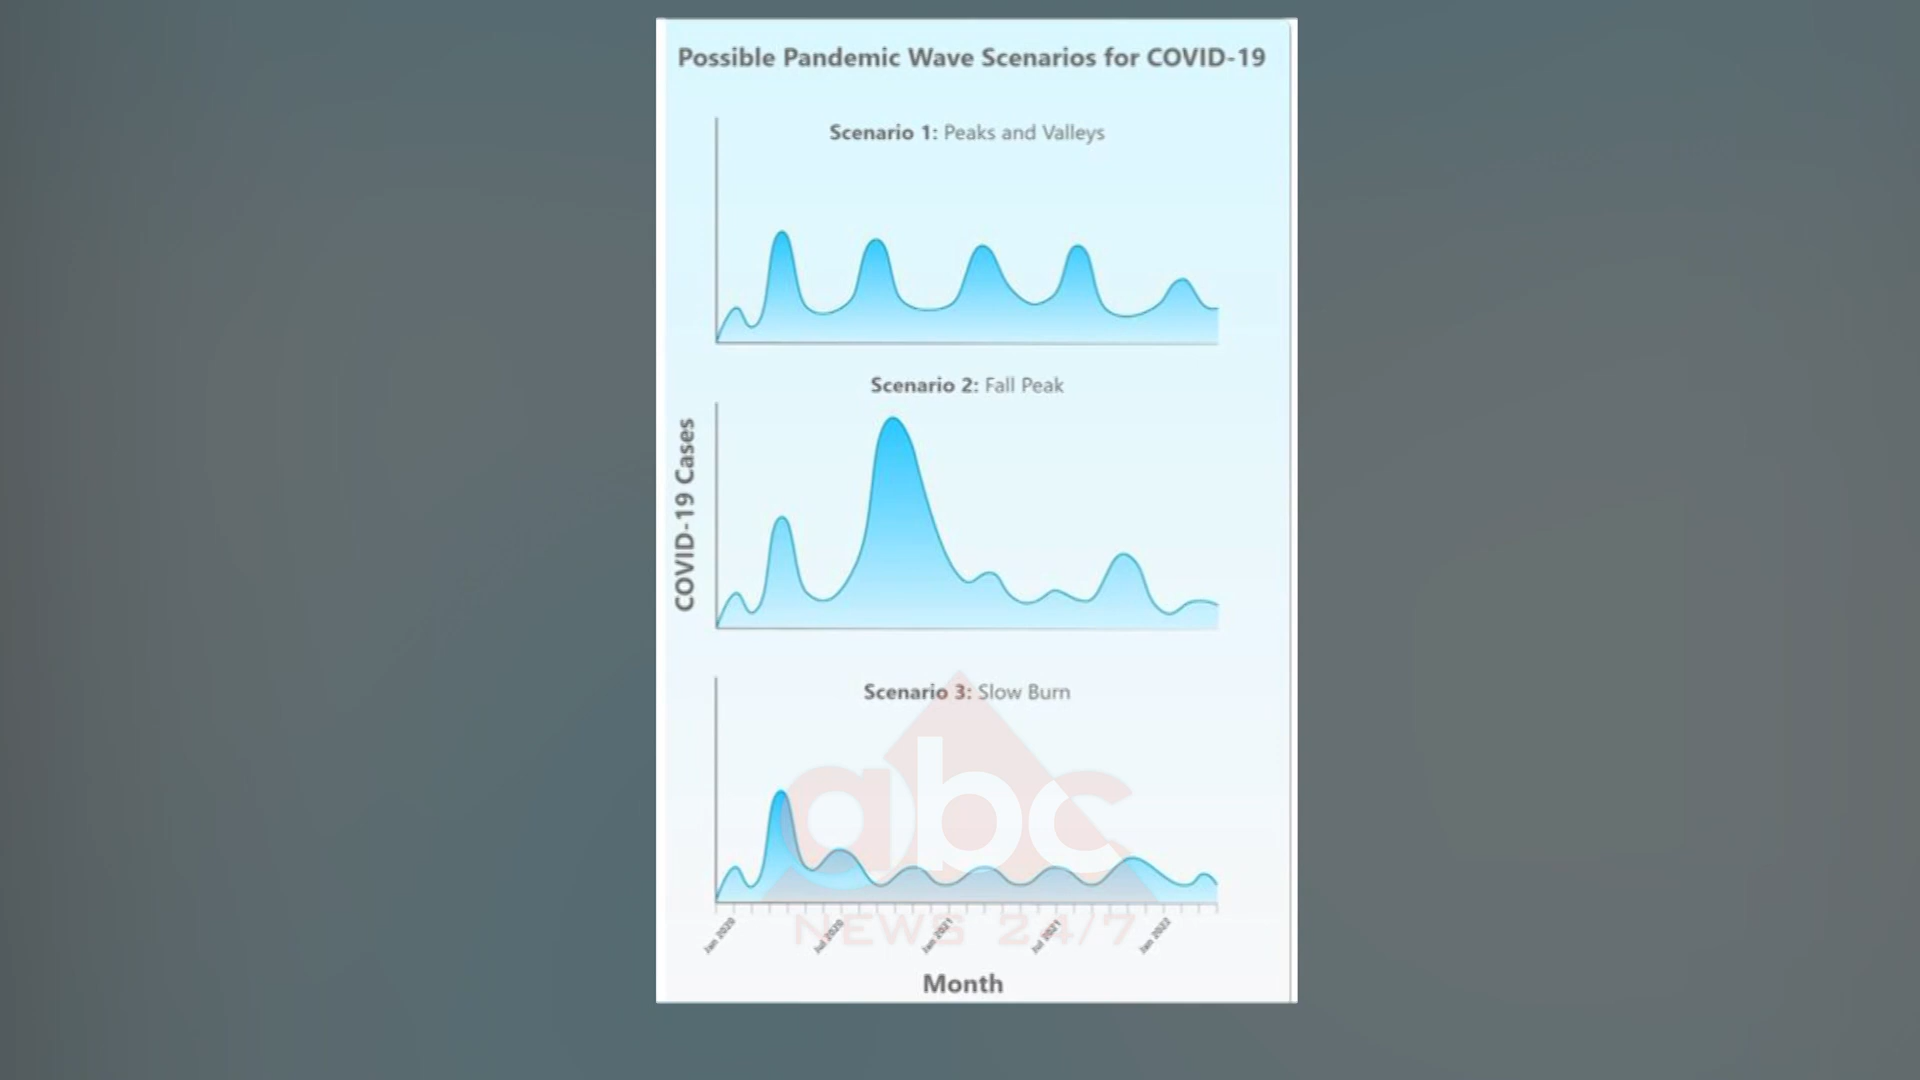 Possible Pandemic Wave Scenarios for COVID-19
Scenario 1: Peaks and Valleys
Scenario 2: Fall Peak
COVID-19 Cases
Scenario 3: Slow Burn
abc
NEWS 24/7
Jan 2020
Jul 2020
Jan 2021
Jul 2021
Jan 2022
Month